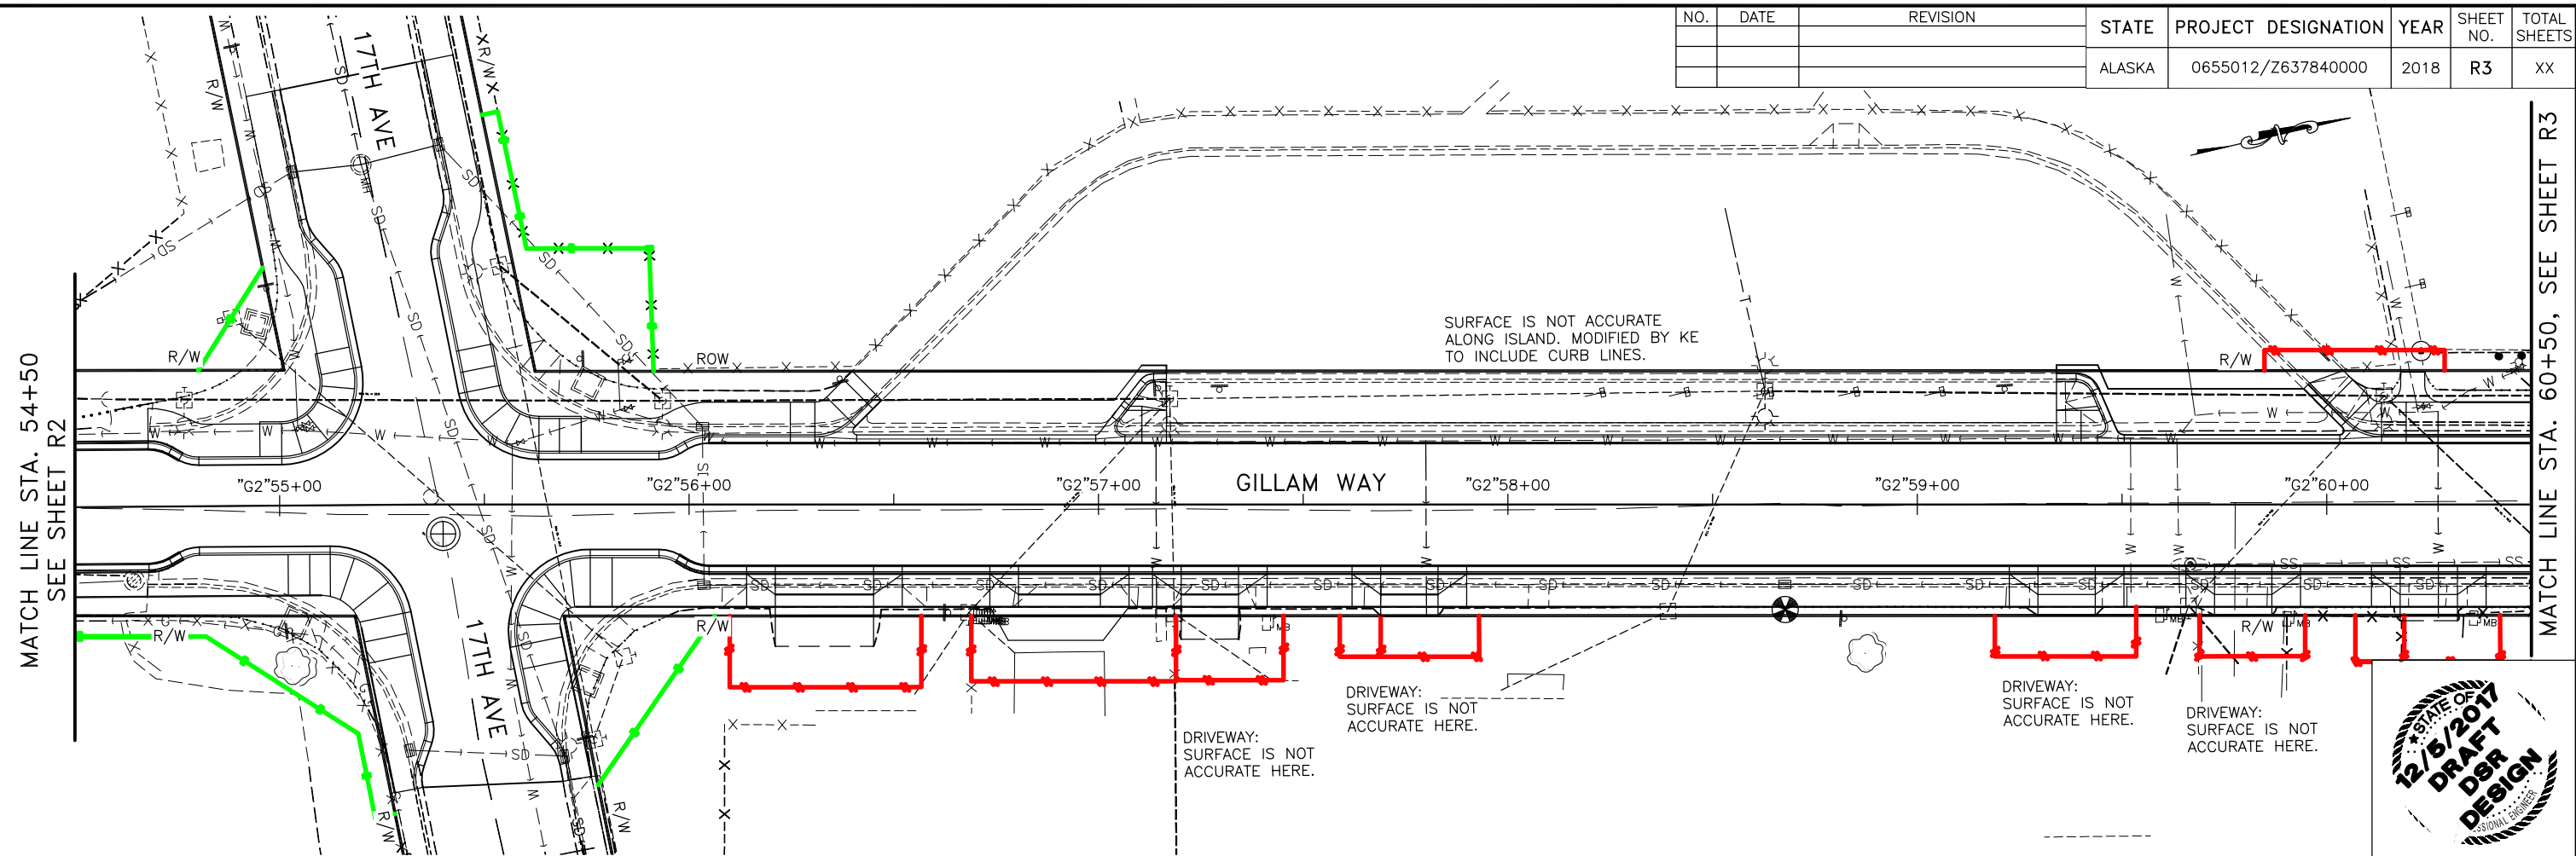 NO. DATE REVISION
STATE PROJECT DESIGNATION YEAR SHEET NO. TOTAL SHEETS
ALASKA 0655012/Z637840000 2018 R3 XX
17TH AVE
R/W
R/W
SURFACE IS NOT ACCURATE
ALONG ISLAND. MODIFIED BY KE
TO INCLUDE CURB LINES.
R/W
ROW
R/W
MATCH LINE STA. 54+50
SEE SHEET R2
MATCH LINE STA. 60+50, SEE SHEET R3
"G2"55+00 "G2"56+00 "G2"57+00 GILLAM WAY "G2"58+00 "G2"59+00 "G2"60+00
R/W
R/W
R/W
17TH AVE
MB
MB
MB
MB
DRIVEWAY:
SURFACE IS NOT
ACCURATE HERE.
DRIVEWAY:
SURFACE IS NOT
ACCURATE HERE.
DRIVEWAY:
SURFACE IS NOT
ACCURATE HERE.
DRIVEWAY:
SURFACE IS NOT
ACCURATE HERE.
R/W
R/W
STATE OF
12/5/2017
DRAFT
DSR
DESIGN
ENGINEER